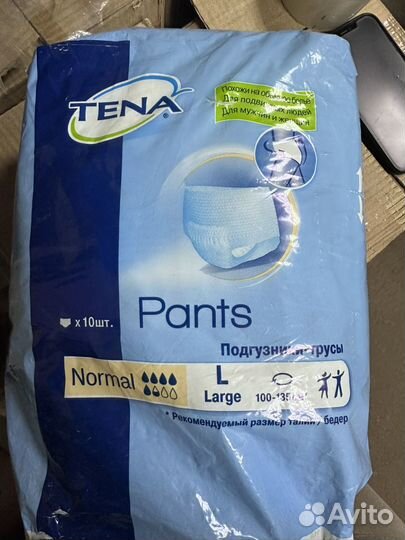 TENA®
Похожи на обычное белье
Для подвижных людей
Для мужчин и женщин
x 10шт.
Pants
Подгузники-трусы
Normal
L
Large
100-135
* Рекомендуемый размер талии / бедер
Avito